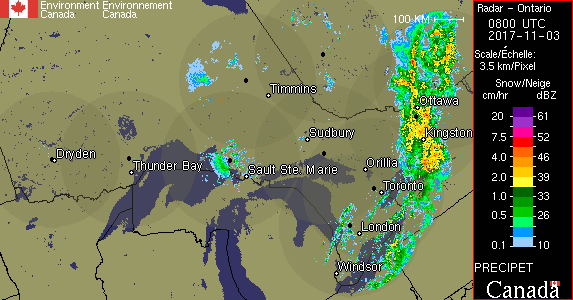 Environment Environnement
Canada Canada
100 KM
Timmins
Ottawa
Sudbury
Kingston
Dryden
Thunder Bay
Sault Ste. Marie
Orillia
Toronto
London
Windsor
Radar - Ontario
0800 UTC
2017-11-03
Scale/Échelle:
3.5 km/Pixel
Snow/Neige
cm/hr dBZ
20 61
7.5 52
4.0 46
2.0 39
1.0 33
0.5 26
0.1 10
PRECIPET
Canada